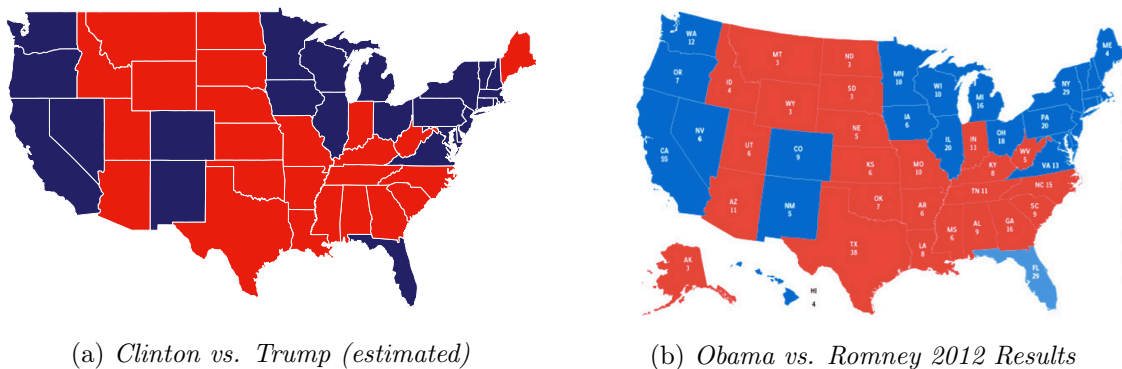 WA
12
OR
7
CA
55
NV
6
ID
4
MT
3
WY
3
UT
6
AZ
11
CO
9
NM
5
ND
3
SD
3
NE
5
KS
6
OK
7
TX
38
MN
10
IA
6
MO
10
AR
6
LA
8
WI
10
IL
20
MI
16
IN
11
OH
18
KY
8
TN 11
MS
6
AL
9
GA
16
FL
29
SC
9
NC 15
VA 13
WV
5
PA
20
NY
29
ME
4
AK
3
HI
4
(a) Clinton vs. Trump (estimated)
(b) Obama vs. Romney 2012 Results